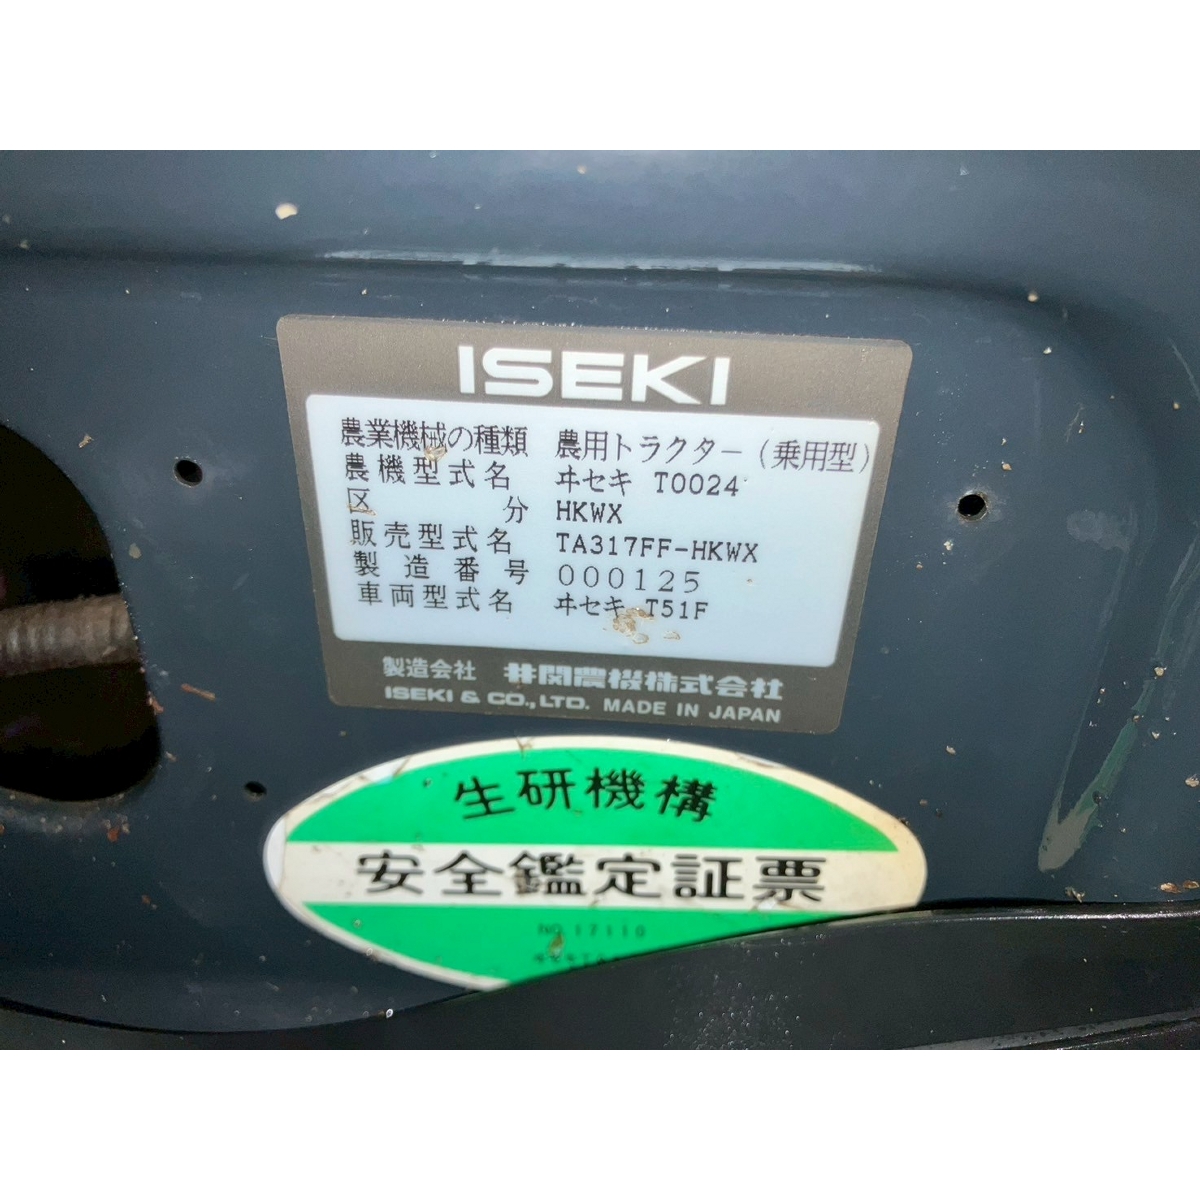 ISEKI
農業機械の種類 農用トラクター(乗用型)
農機型式名 ヰセキ T0024
区分 HKWX
販売型式名 TA317FF-HKWX
製造番号 000125
車両型式名 ヰセキ T51F
製造会社 井関農機株式会社
ISEKI & CO., LTD. MADE IN JAPAN
生研機構
安全鑑定証票
NO.17110